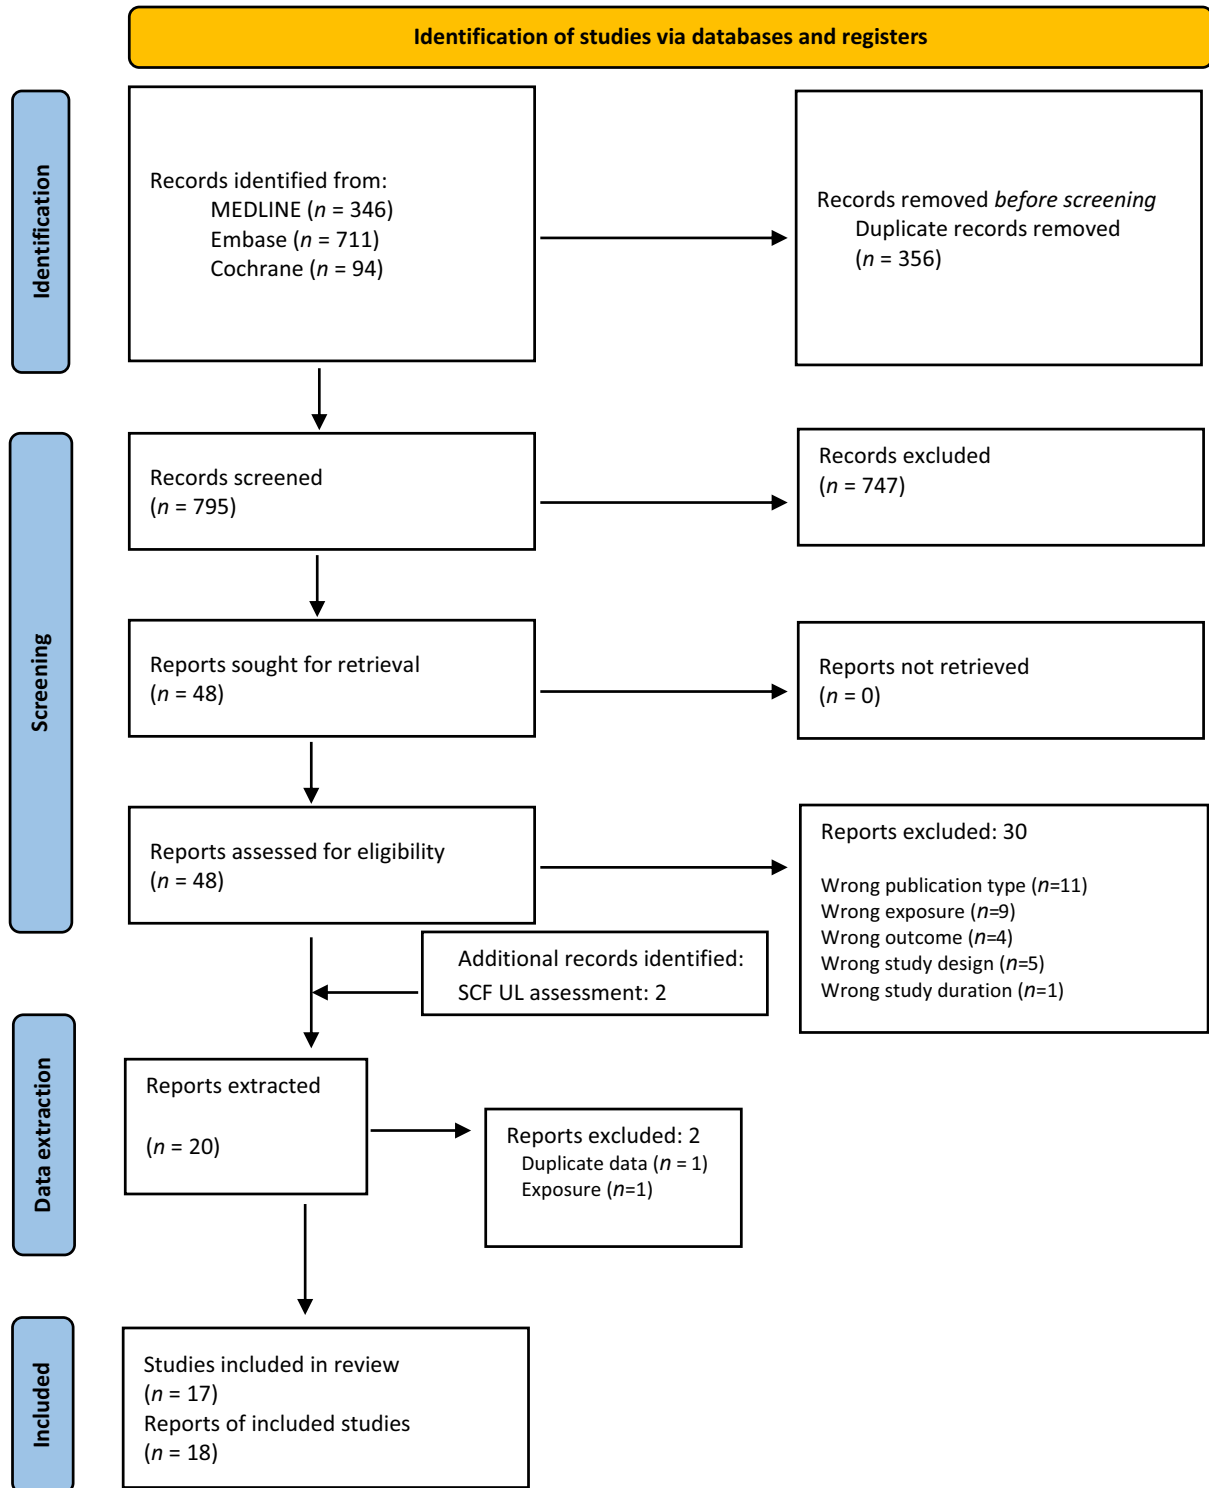 Identification of studies via databases and registers
Identification
Records identified from:
MEDLINE (n = 346)
Embase (n = 711)
Cochrane (n = 94)
Records removed before screening
Duplicate records removed
(n = 356)
Screening
Records screened
(n = 795)
Records excluded
(n = 747)
Reports sought for retrieval
(n = 48)
Reports not retrieved
(n = 0)
Reports assessed for eligibility
(n = 48)
Reports excluded: 30
Wrong publication type (n=11)
Wrong exposure (n=9)
Wrong outcome (n=4)
Wrong study design (n=5)
Wrong study duration (n=1)
Additional records identified:
SCF UL assessment: 2
Data extraction
Reports extracted
(n = 20)
Reports excluded: 2
Duplicate data (n = 1)
Exposure (n=1)
Included
Studies included in review
(n = 17)
Reports of included studies
(n = 18)